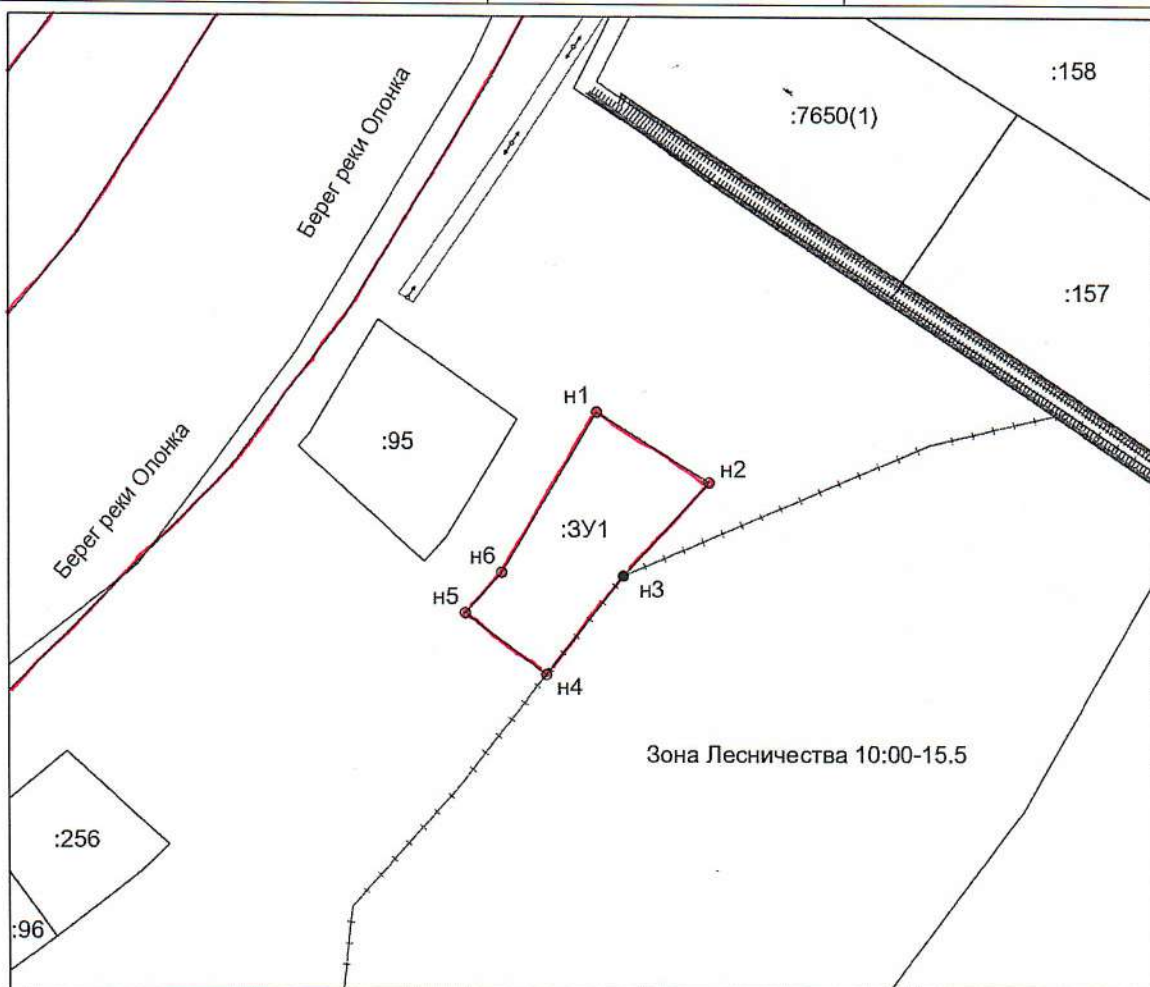 :158
:7650(1)
Берег реки Олонка
:157
н1
:95
н2
Берег реки Олонка
:ЗУ1
н6
н3
н5
н4
Зона Лесничества 10:00-15.5
:256
:96